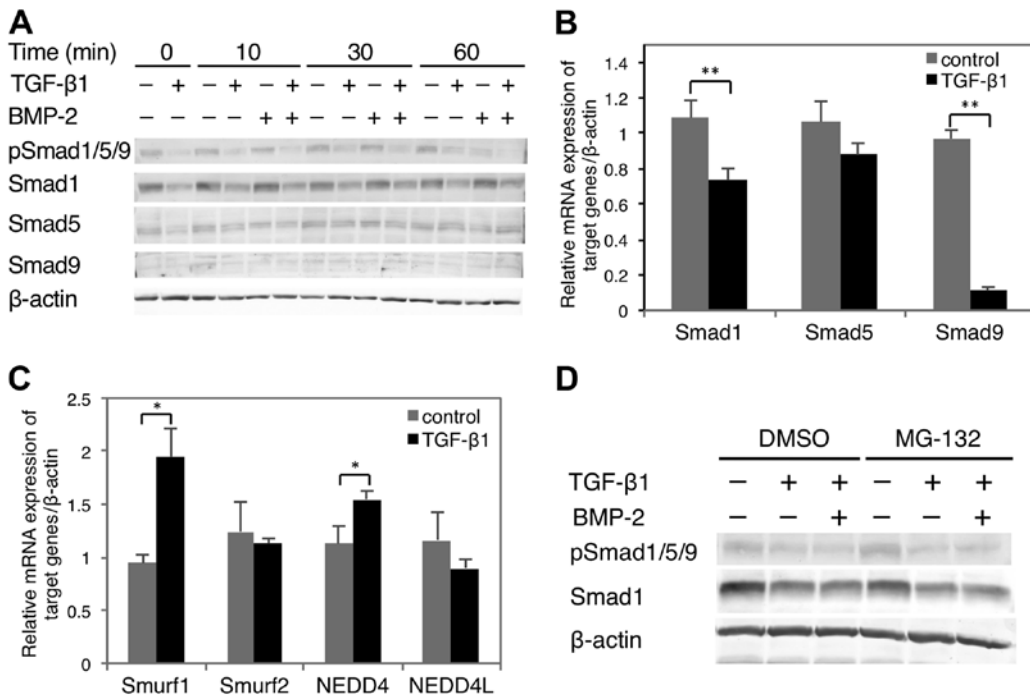 A
Time (min) 0 10 30 60
TGF-β1 − + − + − + − + − + − + − +
BMP-2 − − − − + + − − + + − − + +
pSmad1/5/9
Smad1
Smad5
Smad9
β-actin
B
Relative mRNA expression of
target genes/β-actin
1.4
1.2
1
0.8
0.6
0.4
0.2
0
control
TGF-β1
**
**
Smad1 Smad5 Smad9
C
Relative mRNA expression of
target genes/β-actin
2.5
2
1.5
1
0.5
0
control
TGF-β1
*
*
Smurf1 Smurf2 NEDD4 NEDD4L
D
DMSO MG-132
TGF-β1 − + + − + +
BMP-2 − − + − − +
pSmad1/5/9
Smad1
β-actin